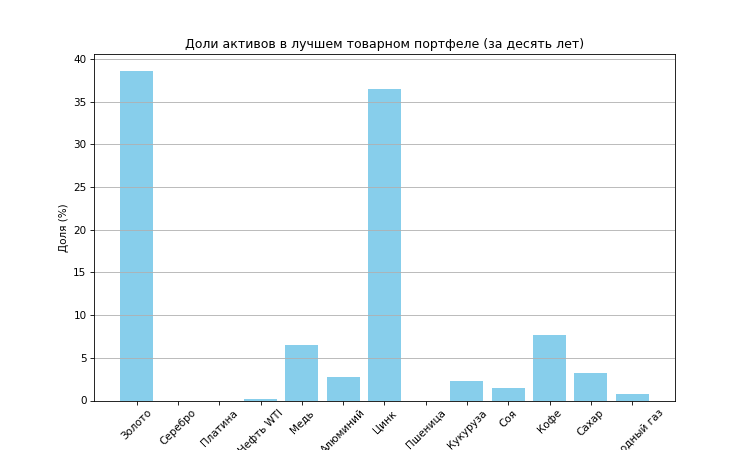 Доли активов в лучшем товарном портфеле (за десять лет)
Доля (%)
40
35
30
25
20
15
10
5
0
Золото
Серебро
Платина
Нефть WTI
Медь
Алюминий
Цинк
Пшеница
Кукуруза
Соя
Кофе
Сахар
газ